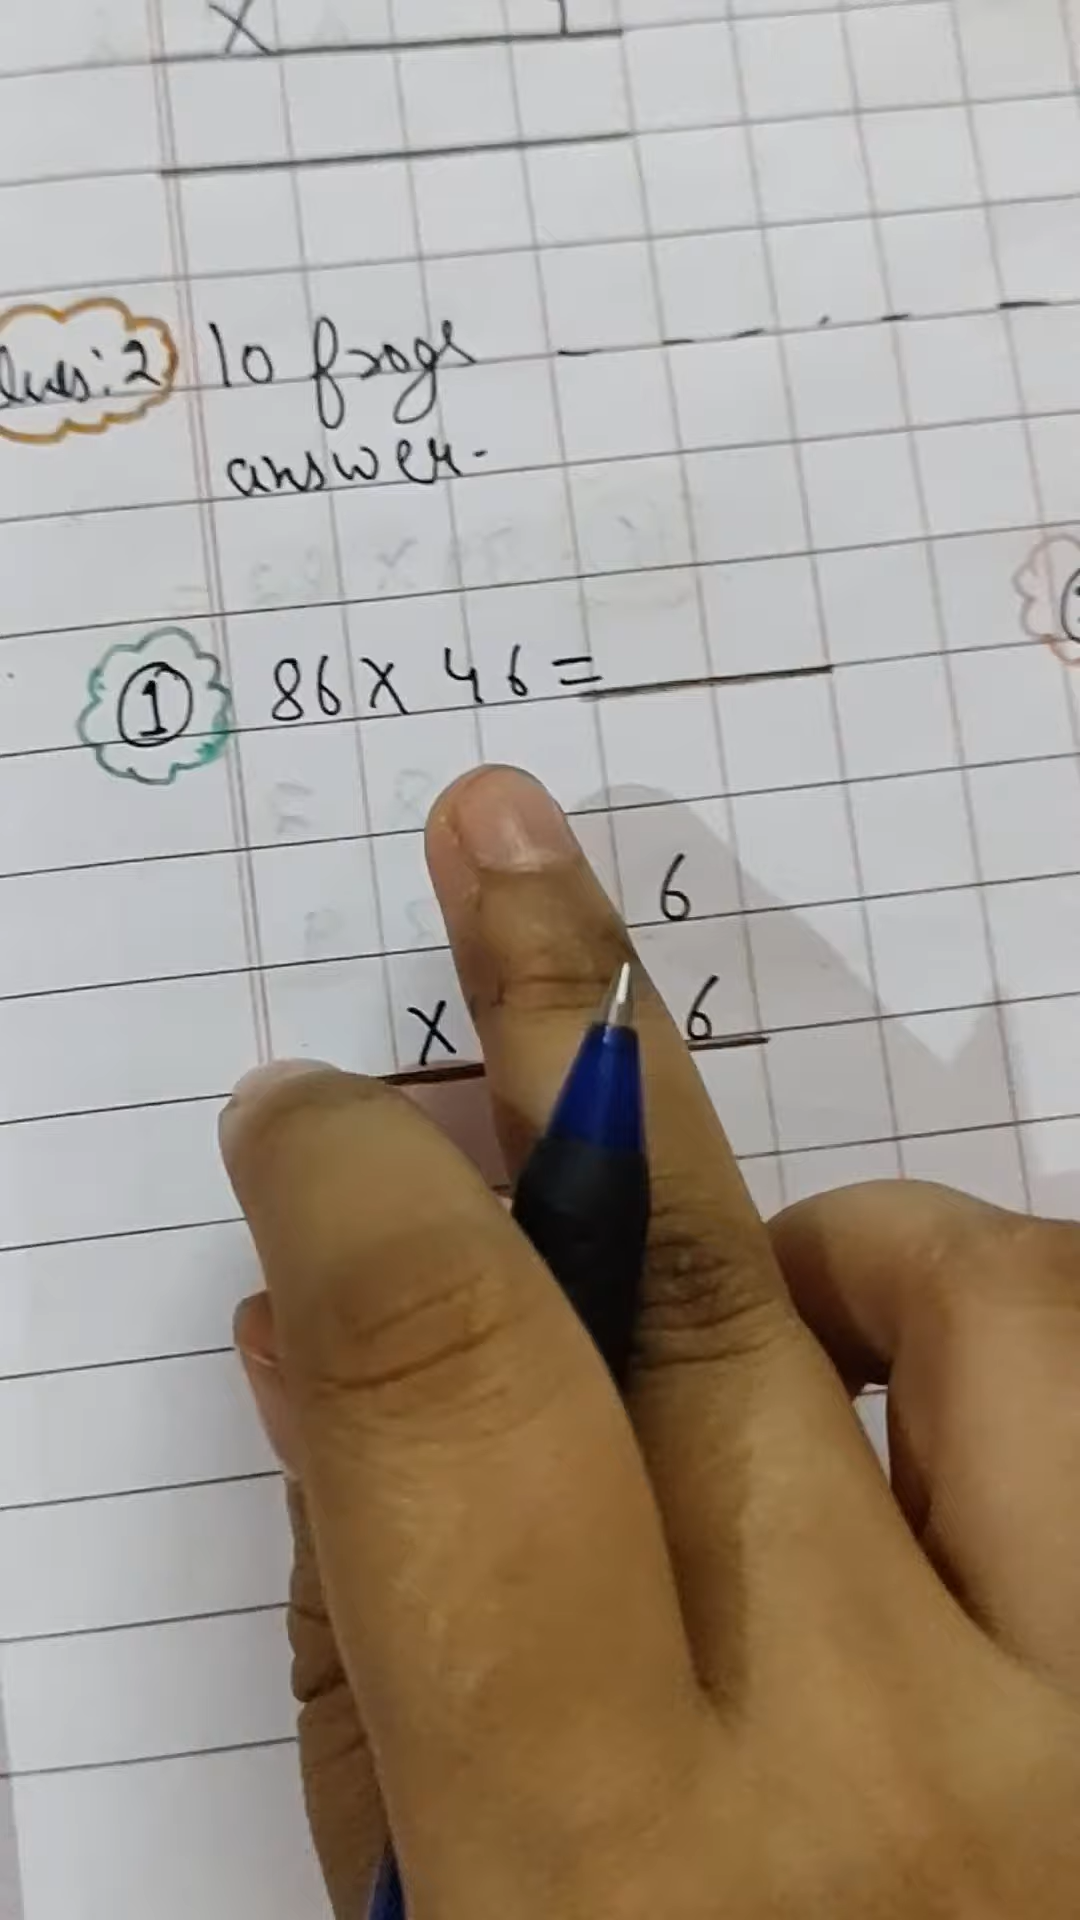 x
Ques: 2 10 frogs - - - . - -
answer.
1 86 x 46 =
6
x 6